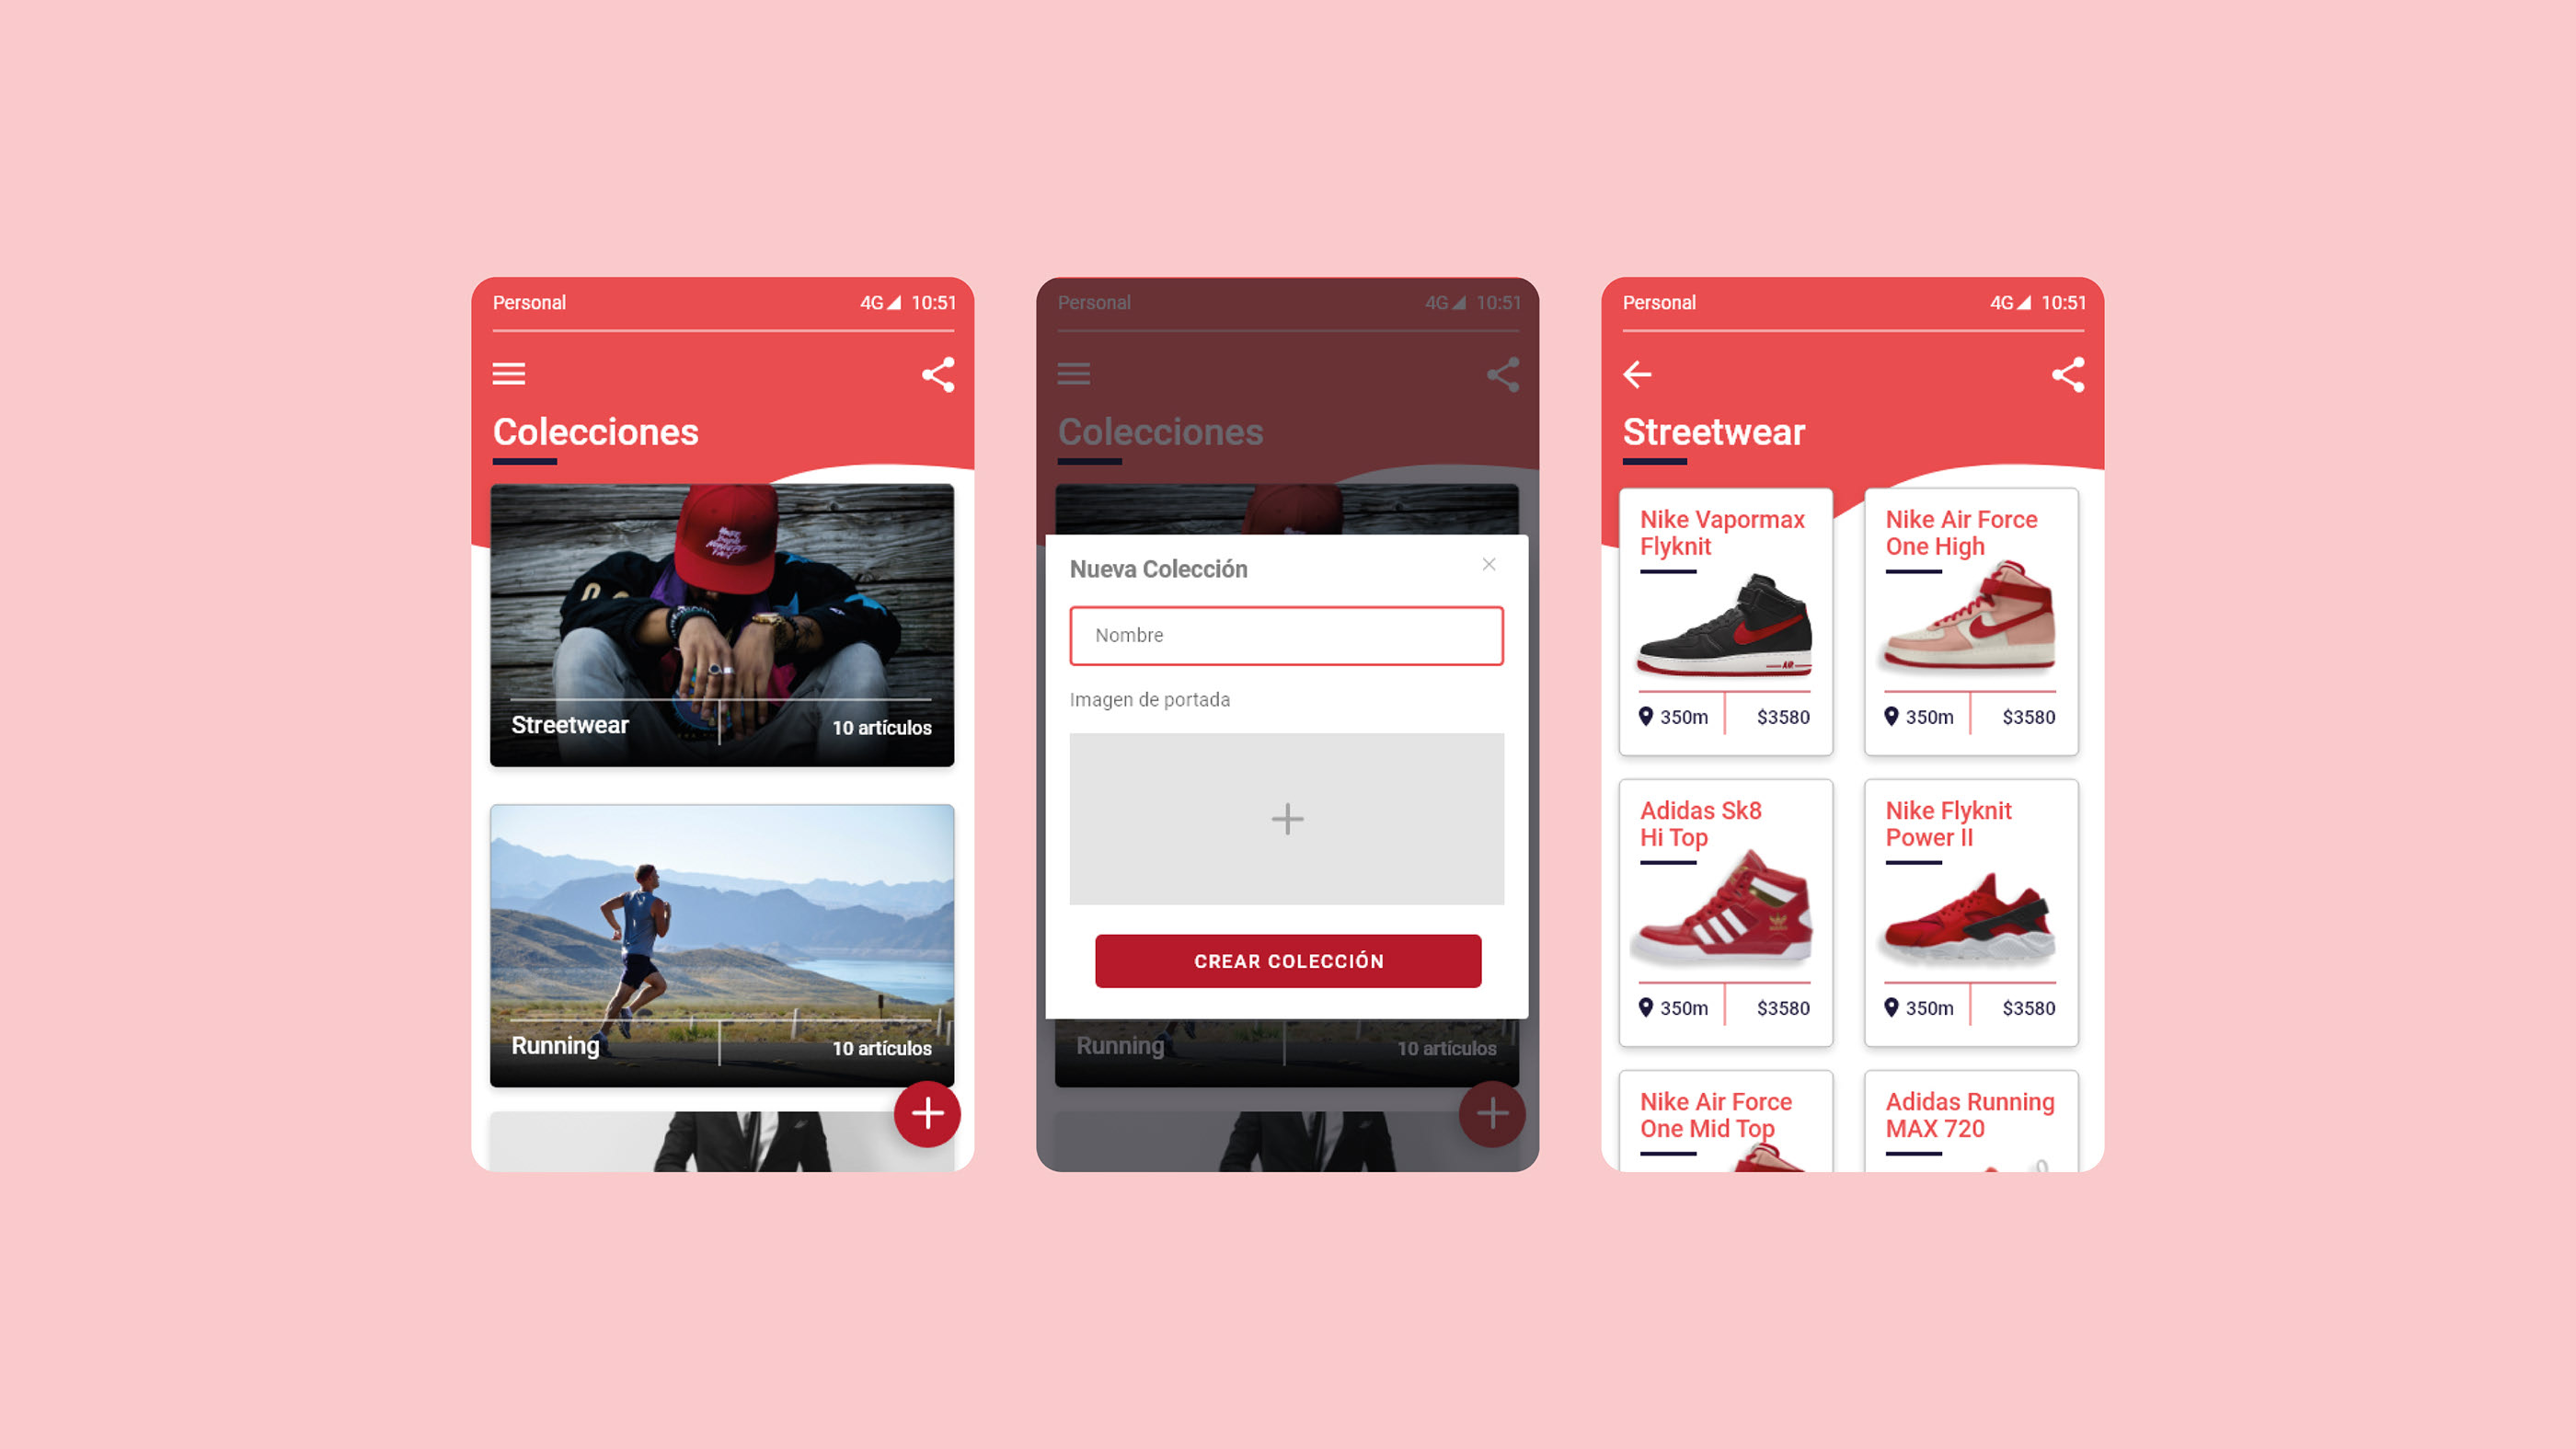 Personal 4G 10:51
Colecciones
Streetwear 10 artículos
Running 10 artículos
Personal 4G 10:51
Colecciones
Nueva Colección
Nombre
Imagen de portada
CREAR COLECCIÓN
Running 10 artículos
Personal 4G 10:51
Streetwear
Nike Vapormax
Flyknit
350m $3580
Nike Air Force
One High
350m $3580
Adidas Sk8
Hi Top
350m $3580
Nike Flyknit
Power II
350m $3580
Nike Air Force
One Mid Top
Adidas Running
MAX 720